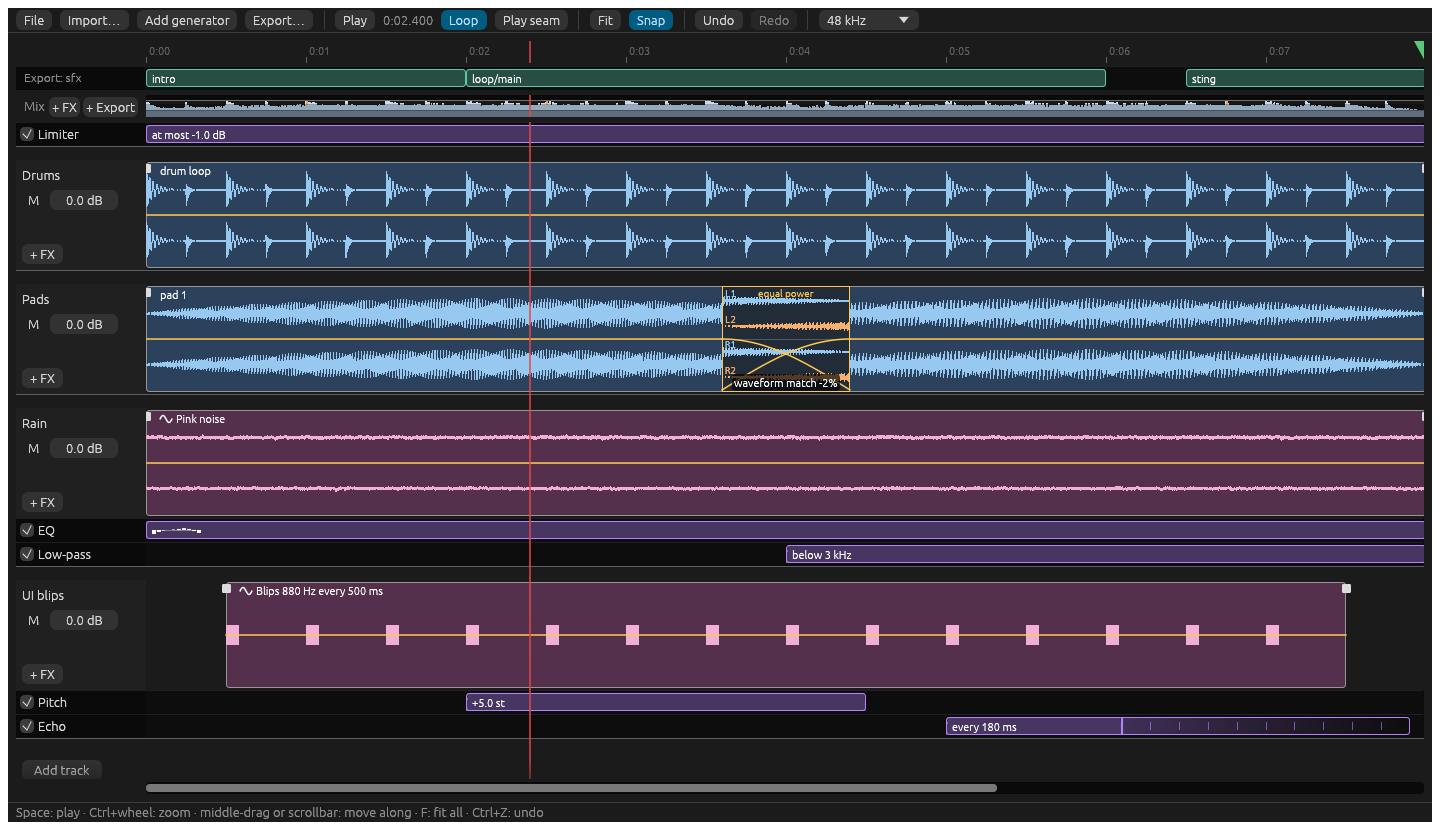 File Import… Add generator Export… Play 0:02.400 Loop Play seam Fit Snap Undo Redo 48 kHz
0:00 0:01 0:02 0:03 0:04 0:05 0:06 0:07
Export: sfx intro loop/main sting
Mix + FX + Export
Limiter at most -1.0 dB
Drums drum loop
M 0.0 dB
+ FX
Pads pad 1 L1 equal power
M 0.0 dB L2
R1
+ FX R2
waveform match -2%
Rain Pink noise
M 0.0 dB
+ FX
EQ
Low-pass below 3 kHz
UI blips Blips 880 Hz every 500 ms
M 0.0 dB
+ FX
Pitch +5.0 st
Echo every 180 ms
Add track
Space: play · Ctrl+wheel: zoom · middle-drag or scrollbar: move along · F: fit all · Ctrl+Z: undo